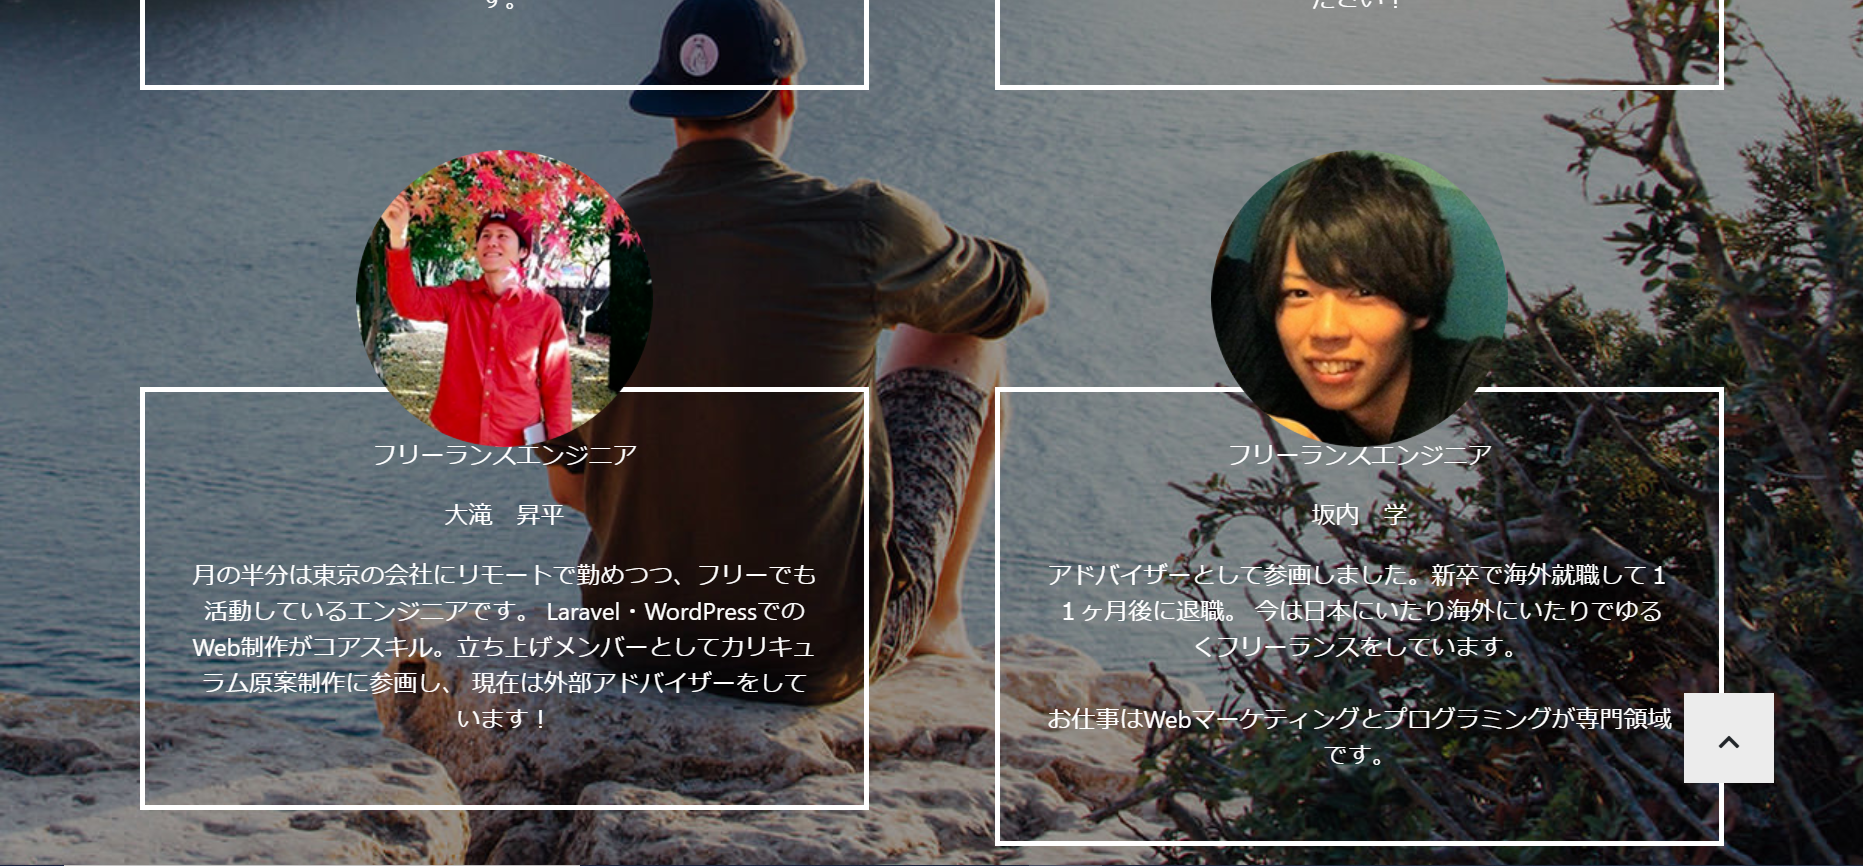 す。
ださい！
フリーランスエンジニア
大滝　昇平
月の半分は東京の会社にリモートで勤めつつ、フリーでも
活動しているエンジニアです。 Laravel・WordPressでの
Web制作がコアスキル。立ち上げメンバーとしてカリキュ
ラム原案制作に参画し、 現在は外部アドバイザーをして
います！
フリーランスエンジニア
坂内　学
アドバイザーとして参画しました。新卒で海外就職して１
１ヶ月後に退職。 今は日本にいたり海外にいたりでゆる
くフリーランスをしています。
お仕事はWebマーケティングとプログラミングが専門領域
です。